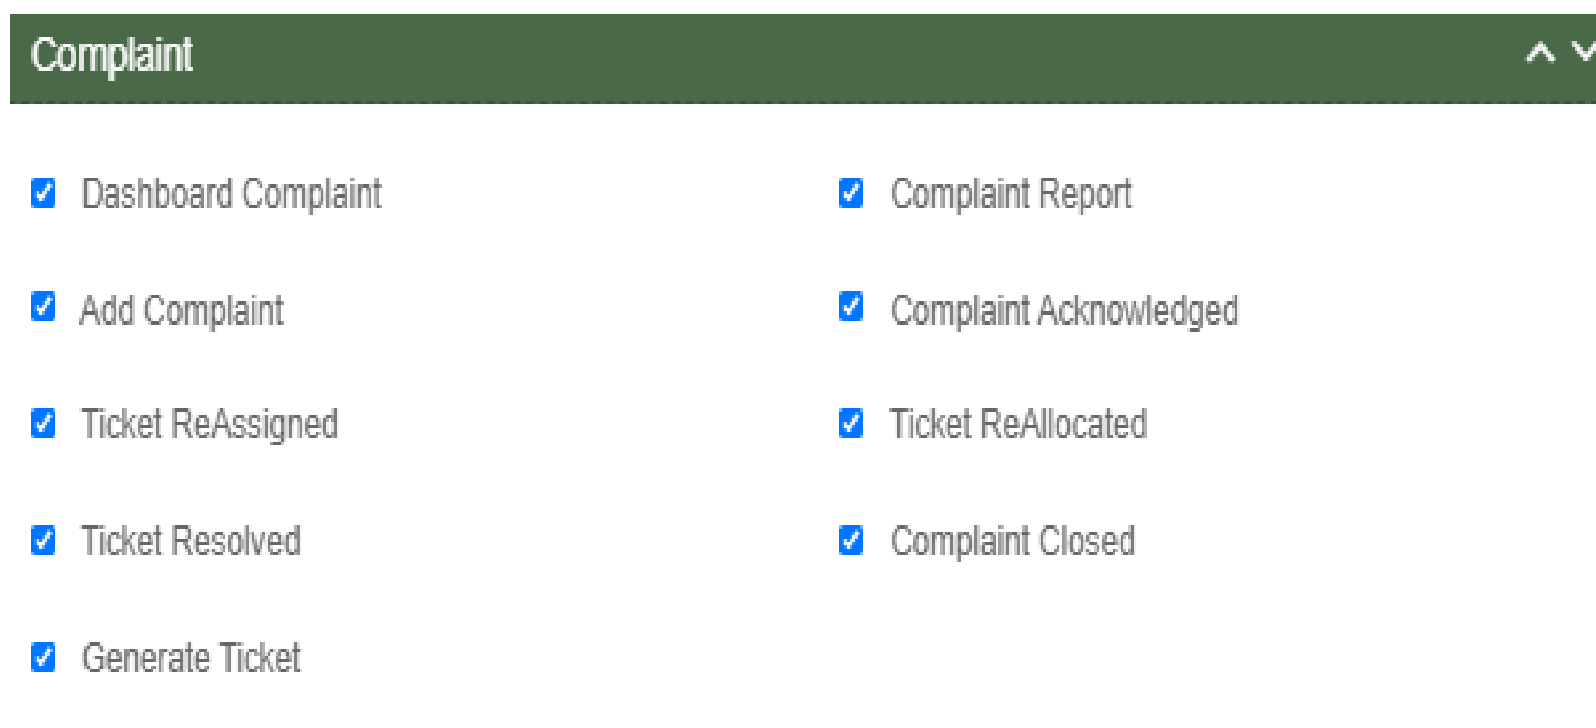 Complaint
Dashboard Complaint
Complaint Report
Add Complaint
Complaint Acknowledged
Ticket ReAssigned
Ticket ReAllocated
Ticket Resolved
Complaint Closed
Generate Ticket